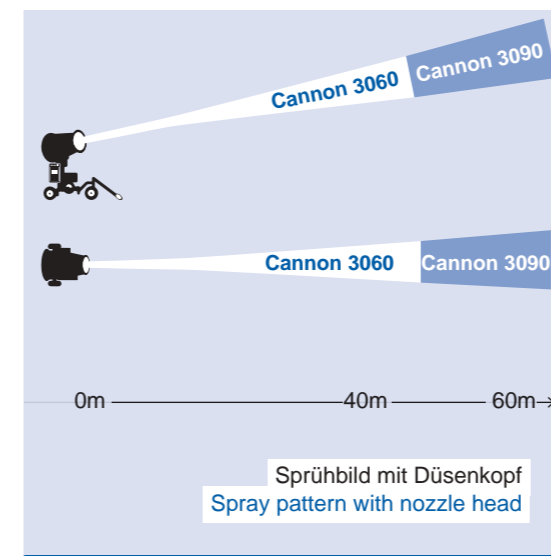 Cannon 3060 Cannon 3090
Cannon 3060 Cannon 3090
0m 40m 60m
Sprühbild mit Düsenkopf
Spray pattern with nozzle head